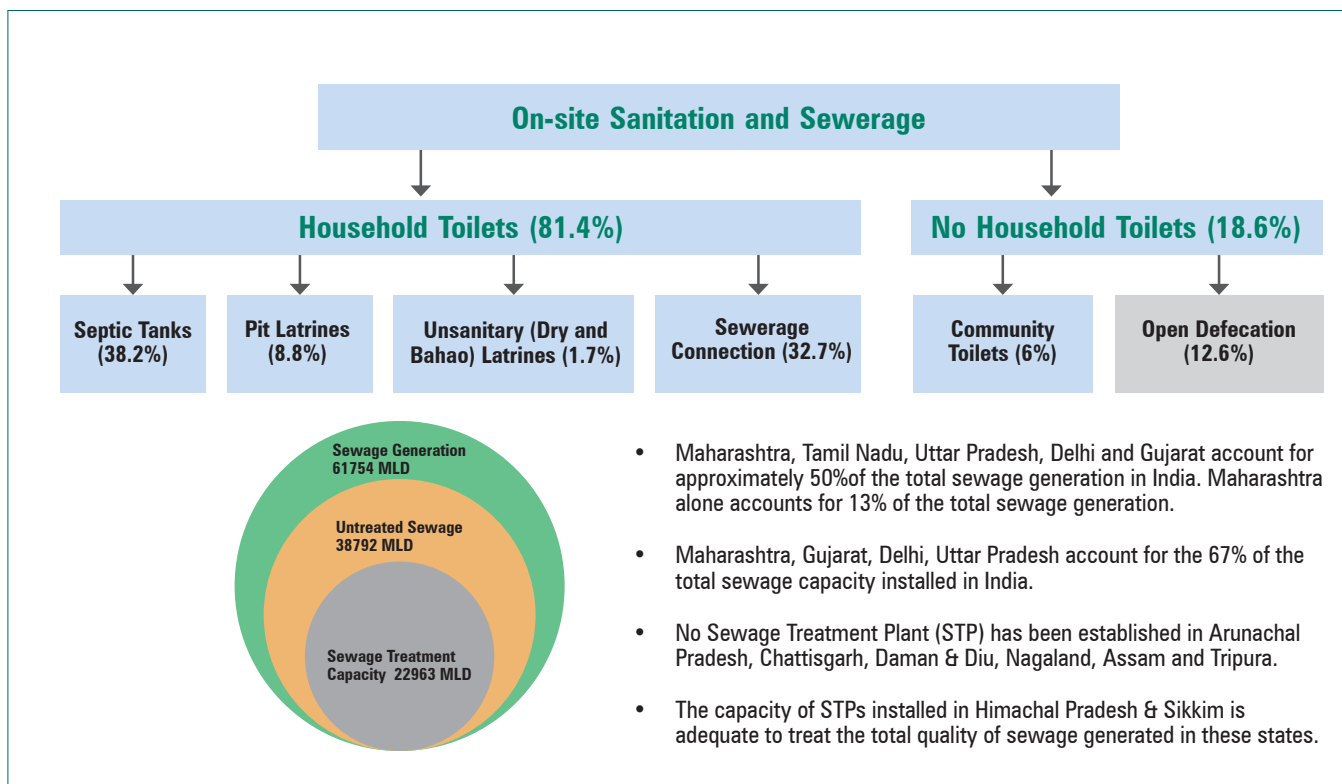 On-site Sanitation and Sewerage
Household Toilets (81.4%)
No Household Toilets (18.6%)
Septic Tanks
(38.2%)
Pit Latrines
(8.8%)
Unsanitary (Dry and
Bahao) Latrines (1.7%)
Sewerage
Connection (32.7%)
Community
Toilets (6%)
Open Defecation
(12.6%)
Sewage Generation
61754 MLD
Untreated Sewage
38792 MLD
Sewage Treatment
Capacity 22963 MLD
• Maharashtra, Tamil Nadu, Uttar Pradesh, Delhi and Gujarat account for
approximately 50%of the total sewage generation in India. Maharashtra
alone accounts for 13% of the total sewage generation.
• Maharashtra, Gujarat, Delhi, Uttar Pradesh account for the 67% of the
total sewage capacity installed in India.
• No Sewage Treatment Plant (STP) has been established in Arunachal
Pradesh, Chattisgarh, Daman & Diu, Nagaland, Assam and Tripura.
• The capacity of STPs installed in Himachal Pradesh & Sikkim is
adequate to treat the total quality of sewage generated in these states.